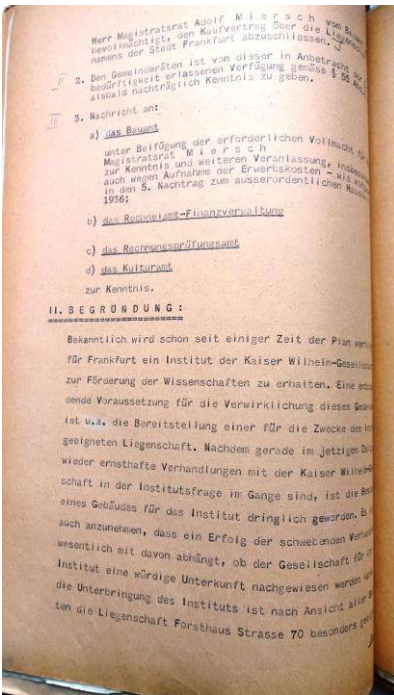 Herr Magistratsrat Adolf M i e r s c h vom Bauamt
bevollmächtigt, den Kaufvertrag über die
namens der Stadt Frankfurt abzuschliessen.
2. Den Gemeinderäten ist von dieser in Anbetracht der
bedürftigkeit erlassenen Verfügung gemäss § 55
alsbald nachträglich Kenntnis zu geben.
3. Nachricht an:
a) das Bauamt
unter Beifügung der erforderlichen Vollmacht für
Magistratsrat M i e r s c h
zur Kenntnis und weiteren Veranlassung,
auch wegen Aufnahme der Erwerbskosten - wie
in den 5. Nachtrag zum ausserordentlichen
1936;
b) das Rechneiamt-Finanzverwaltung
c) das Rechnungsprüfungsamt
d) das Kulturamt
zur Kenntnis.
II. B E G R Ü N D U N G :
Bekanntlich wird schon seit einiger Zeit der Plan
für Frankfurt ein Institut der Kaiser Wilhelm-
zur Förderung der Wissenschaften zu erhalten. Eine
dende Voraussetzung für die Verwirklichung dieses
ist u.a. die Bereitstellung einer für die Zwecke des
geeigneten Liegenschaft. Nachdem gerade im jetzigen
wieder ernsthafte Verhandlungen mit der Kaiser Wilhelm-
schaft in der Institutsfrage im Gange sind, ist die
eines Gebäudes für das Institut dringlich geworden. Es
auch anzunehmen, dass ein Erfolg der schwebenden
wesentlich mit davon abhängt, ob der Gesellschaft für
Institut eine würdige Unterkunft nachgewiesen werden
die Unterbringung des Instituts ist nach Ansicht aller
ten die Liegenschaft Forsthaus Strasse 70 besonders